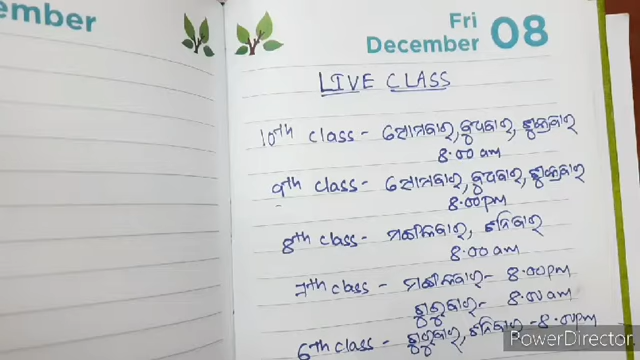 ember
Fri
December 08
LIVE CLASS
10th class - ସୋମବାର, ବୁଧବାର, ଶୁକ୍ରବାର
8.00 am
9th class - ସୋମବାର, ବୁଧବାର, ଶୁକ୍ରବାର
8.00 pm
8th class - ମଙ୍ଗଳବାର, ଶନିବାର
8.00 am
7th class - ମଙ୍ଗଳବାର - 8.00 pm
ଗୁରୁବାର - 8.00 am
6th class - ଗୁରୁବାର, ଶନିବାର - 8.00 pm
PowerDirector